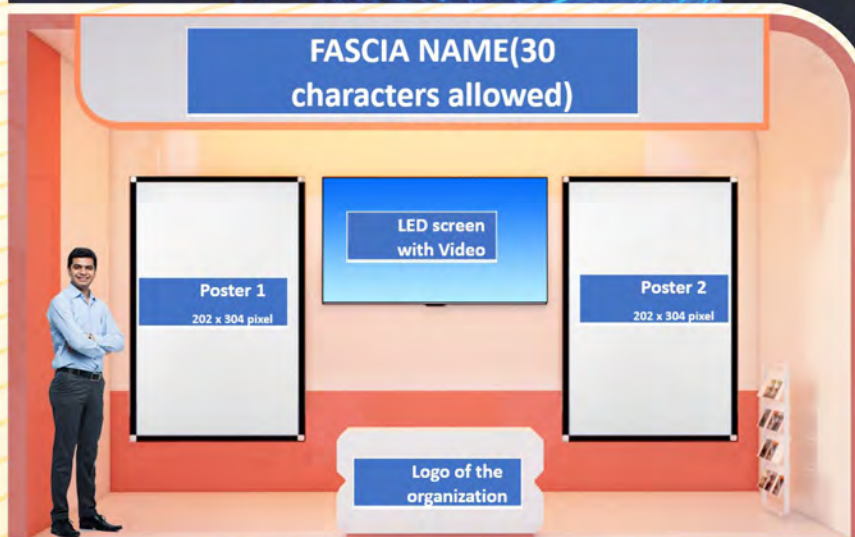 FASCIA NAME(30
characters allowed)
LED screen
with Video
Poster 1
202 x 304 pixel
Poster 2
202 x 304 pixel
Logo of the
organization